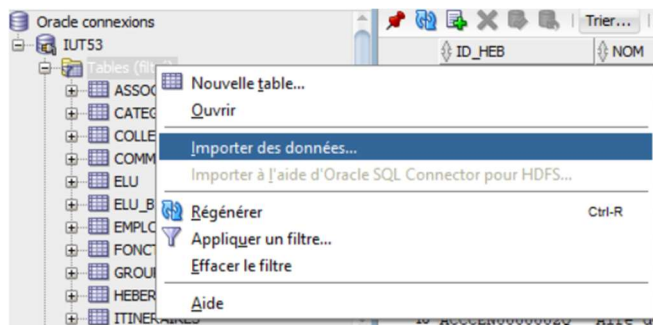 Oracle connexions
IUT53
Tables (filtré)
Trier...
ID_HEB
NOM
ASSOC
CATEG
COLLE
COMM
ELU
ELU_B
EMPLO
FONCT
GROUP
HEBER
ITINERAIRES
Nouvelle table...
Ouvrir
Importer des données...
Importer à l'aide d'Oracle SQL Connector pour HDFS...
Régénérer Ctrl-R
Appliquer un filtre...
Effacer le filtre
Aide